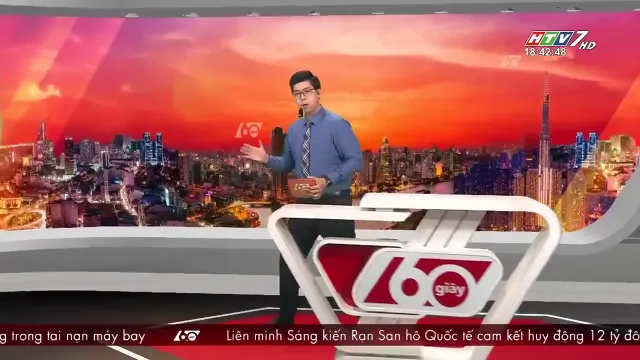 HTV7 HD
18:42:48
60
60 giây
g trong tai nạn máy bay 60 Liên minh Sáng kiến Rạn San hô Quốc tế cam kết huy động 12 tỷ đô